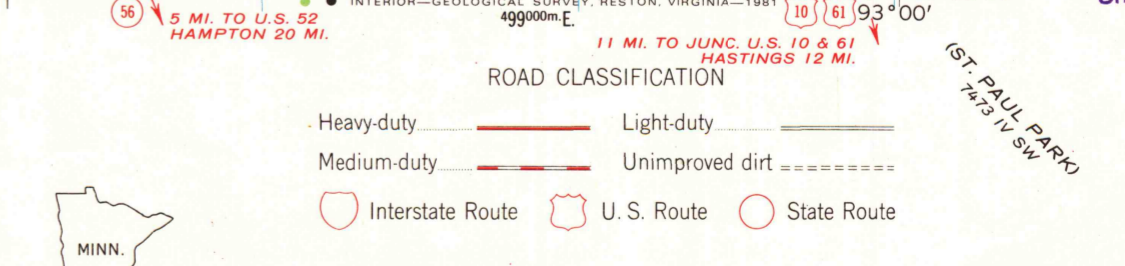 56
5 MI. TO U.S. 52
HAMPTON 20 MI.
INTERIOR—GEOLOGICAL SURVEY, RESTON, VIRGINIA—1981
499000m.E.
10 61 93°00′
11 MI. TO JUNC. U.S. 10 & 61
HASTINGS 12 MI.
(ST. PAUL PARK)
7473 IV SW
ROAD CLASSIFICATION
Heavy-duty Light-duty
Medium-duty Unimproved dirt
Interstate Route U. S. Route State Route
MINN.